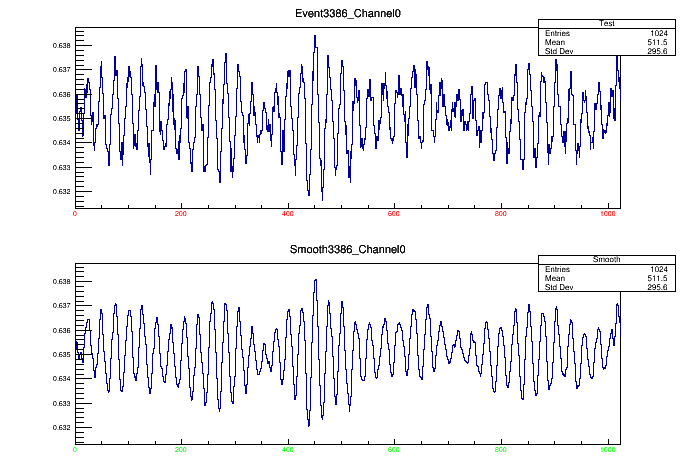 Event3386_Channel0
Test
Entries 1024
Mean 511.5
Std Dev 295.6
0.638
0.637
0.636
0.635
0.634
0.633
0.632
0 200 400 600 800 1000
Smooth3386_Channel0
Smooth
Entries 1024
Mean 511.5
Std Dev 295.6
0.638
0.637
0.636
0.635
0.634
0.633
0.632
0 200 400 600 800 1000